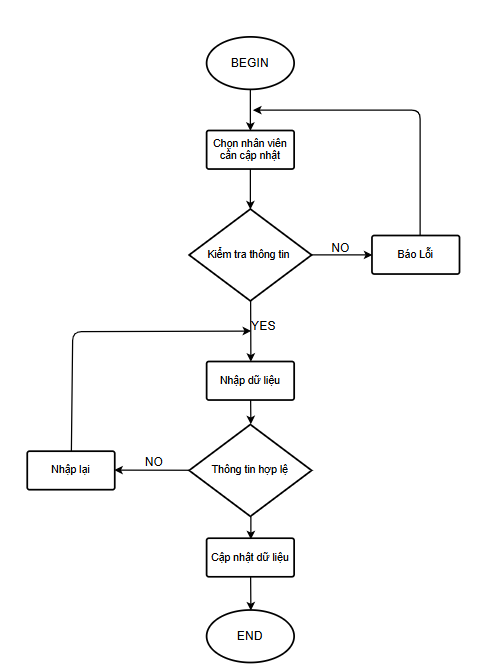 BEGIN
Chọn nhân viên
cần cập nhật
Kiểm tra thông tin
NO
Báo Lỗi
YES
Nhập dữ liệu
Thông tin hợp lệ
NO
Nhập lại
Cập nhật dữ liệu
END